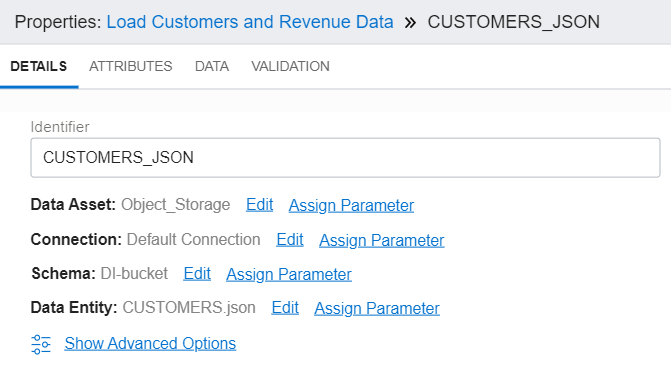 Properties: Load Customers and Revenue Data » CUSTOMERS_JSON
DETAILS ATTRIBUTES DATA VALIDATION
Identifier
CUSTOMERS_JSON
Data Asset: Object_Storage Edit Assign Parameter
Connection: Default Connection Edit Assign Parameter
Schema: DI-bucket Edit Assign Parameter
Data Entity: CUSTOMERS.json Edit Assign Parameter
Show Advanced Options